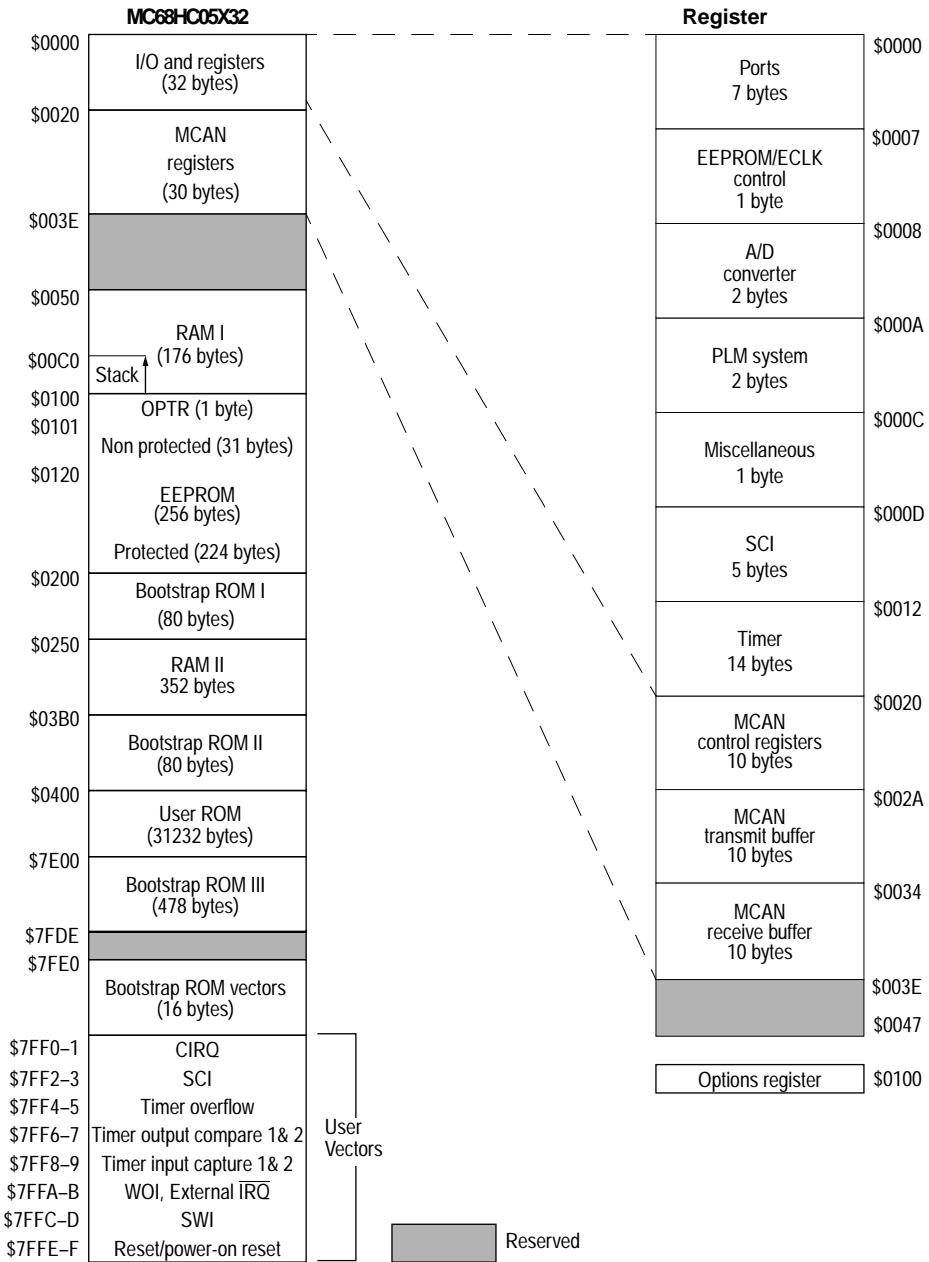 MC68HC05X32
$0000
I/O and registers
(32 bytes)
$0020
MCAN
registers
(30 bytes)
$003E
$0050
RAM I
(176 bytes)
$00C0
Stack
$0100
OPTR (1 byte)
$0101
Non protected (31 bytes)
$0120
EEPROM
(256 bytes)
Protected (224 bytes)
$0200
Bootstrap ROM I
(80 bytes)
$0250
RAM II
352 bytes
$03B0
Bootstrap ROM II
(80 bytes)
$0400
User ROM
(31232 bytes)
$7E00
Bootstrap ROM III
(478 bytes)
$7FDE
$7FE0
Bootstrap ROM vectors
(16 bytes)
$7FF0–1 CIRQ
$7FF2–3 SCI
$7FF4–5 Timer overflow
$7FF6–7 Timer output compare 1& 2
$7FF8–9 Timer input capture 1& 2
$7FFA–B WOI, External IRQ
$7FFC–D SWI
$7FFE–F Reset/power-on reset
User
Vectors
Reserved
Register
$0000
Ports
7 bytes
$0007
EEPROM/ECLK
control
1 byte
$0008
A/D
converter
2 bytes
$000A
PLM system
2 bytes
$000C
Miscellaneous
1 byte
$000D
SCI
5 bytes
$0012
Timer
14 bytes
$0020
MCAN
control registers
10 bytes
$002A
MCAN
transmit buffer
10 bytes
$0034
MCAN
receive buffer
10 bytes
$003E
$0047
Options register $0100